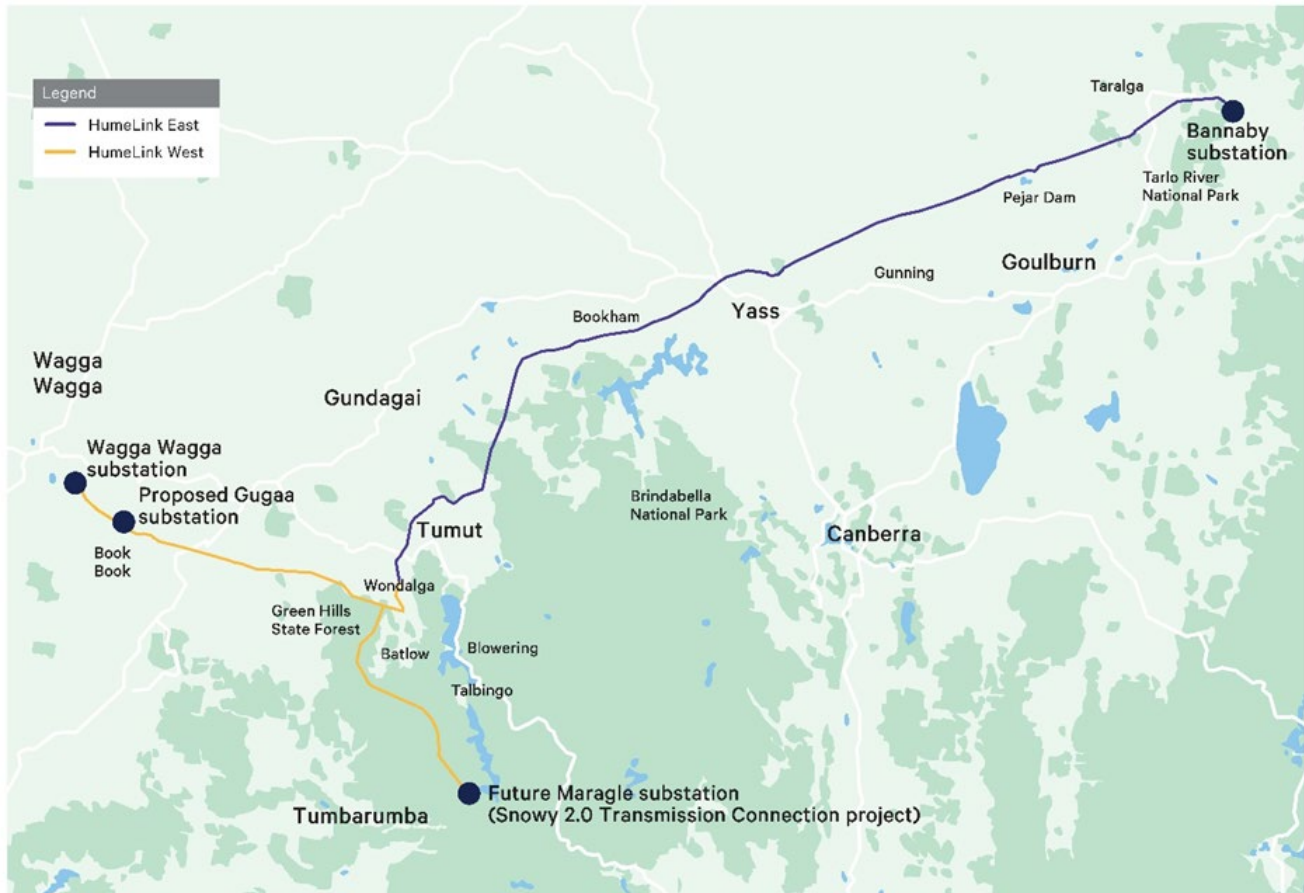 Legend
HumeLink East
HumeLink West
Taralga
Bannaby
substation
Tarlo River
National Park
Pejar Dam
Goulburn
Gunning
Yass
Bookham
Wagga
Wagga
Gundagai
Wagga Wagga
substation
Proposed Gugaa
substation
Brindabella
National Park
Canberra
Tumut
Book
Book
Wondalga
Green Hills
State Forest
Batlow
Blowering
Talbingo
Future Maragle substation
(Snowy 2.0 Transmission Connection project)
Tumbarumba